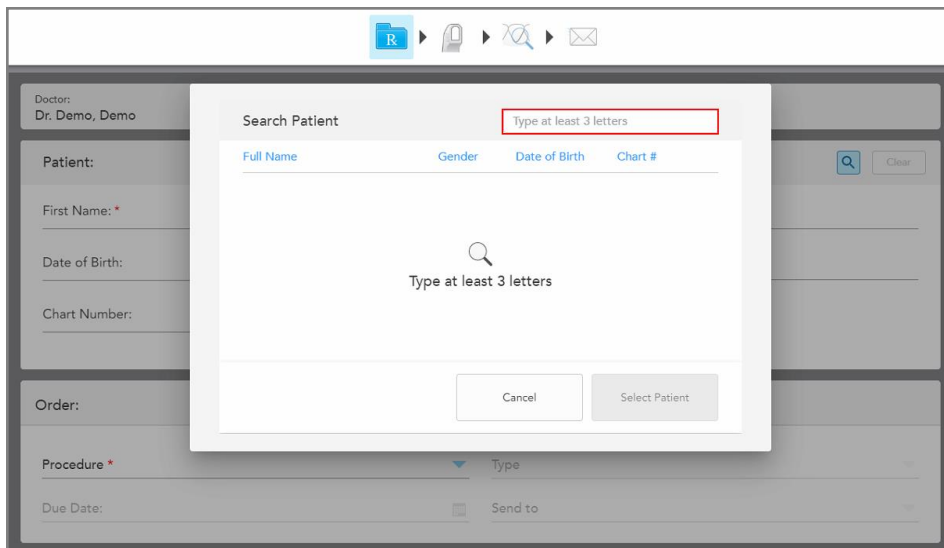 R
Doctor:
Dr. Demo, Demo
Search Patient
Type at least 3 letters
Full Name Gender Date of Birth Chart #
Patient:
Clear
First Name: *
Date of Birth:
Chart Number:
Type at least 3 letters
Cancel Select Patient
Order:
Procedure * Type
Due Date: Send to